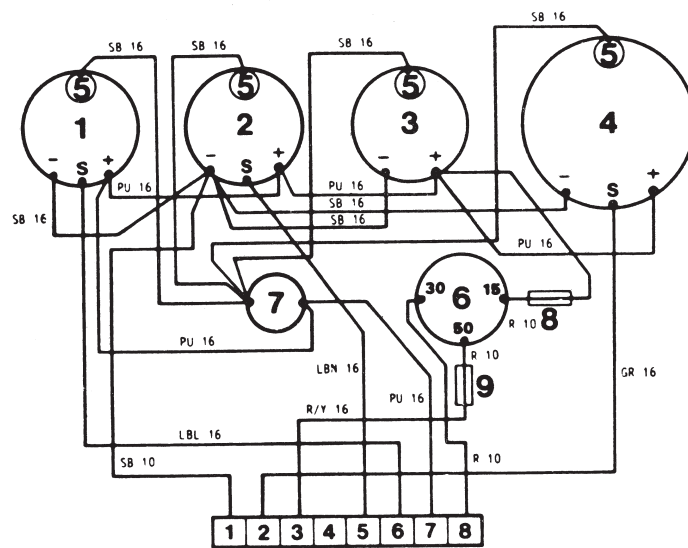 SB 16
SB 16
SB 16
SB 16
5
5
5
5
1
2
3
4
- S +
- S +
- +
- S +
PU 16
PU 16
SB 16
SB 16
SB 16
PU 16
7
30
6
15
50
8
R 10
R 10
9
PU 16
LBN 16
PU 16
GR 16
R/Y 16
LBL 16
SB 10
R 10
1 2 3 4 5 6 7 8